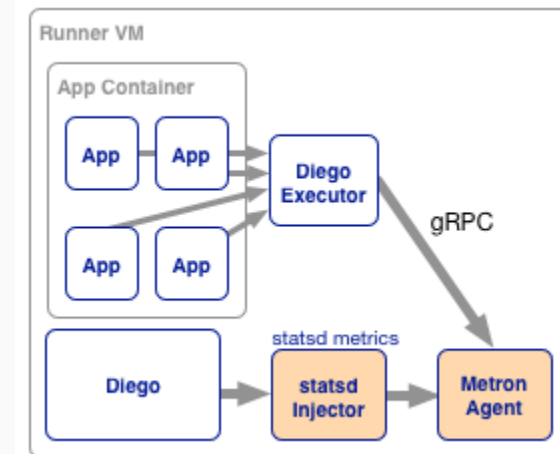 Runner VM
App Container
App
App
Diego
Executor
gRPC
App
App
statsd metrics
Diego
statsd
Injector
Metron
Agent